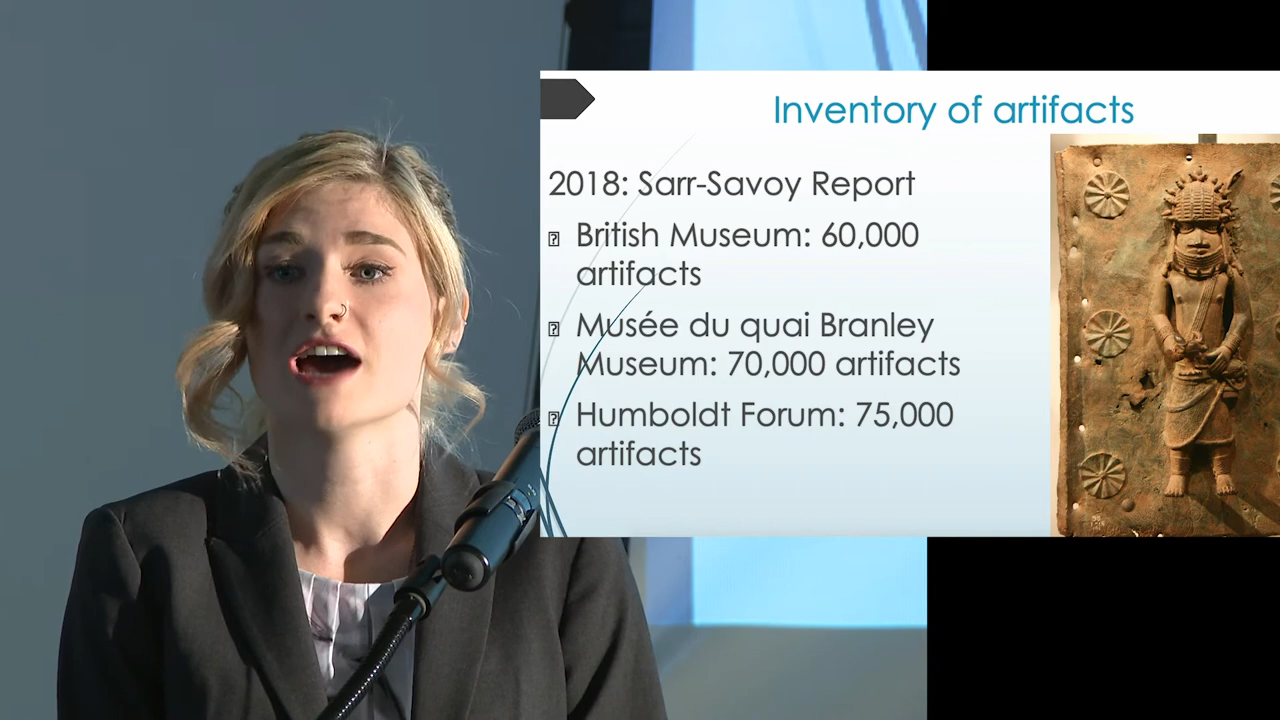 Inventory of artifacts
2018: Sarr-Savoy Report
British Museum: 60,000
artifacts
Musée du quai Branley
Museum: 70,000 artifacts
Humboldt Forum: 75,000
artifacts